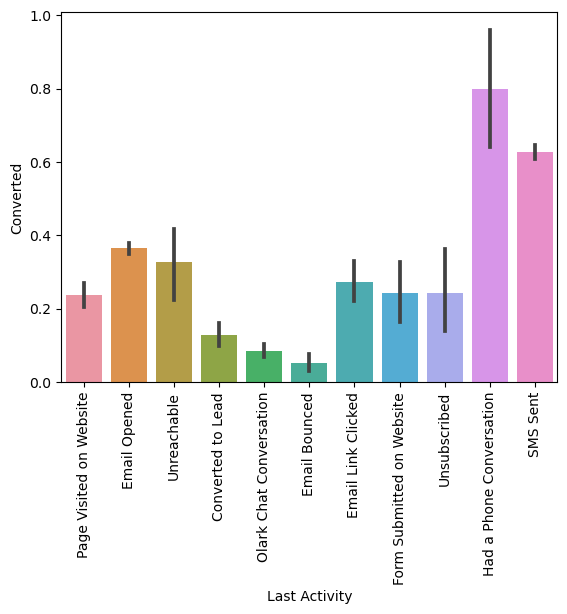 1.0
0.8
0.6
0.4
0.2
0.0
Converted
Page Visited on Website
Email Opened
Unreachable
Converted to Lead
Olark Chat Conversation
Email Bounced
Email Link Clicked
Form Submitted on Website
Unsubscribed
Had a Phone Conversation
SMS Sent
Last Activity